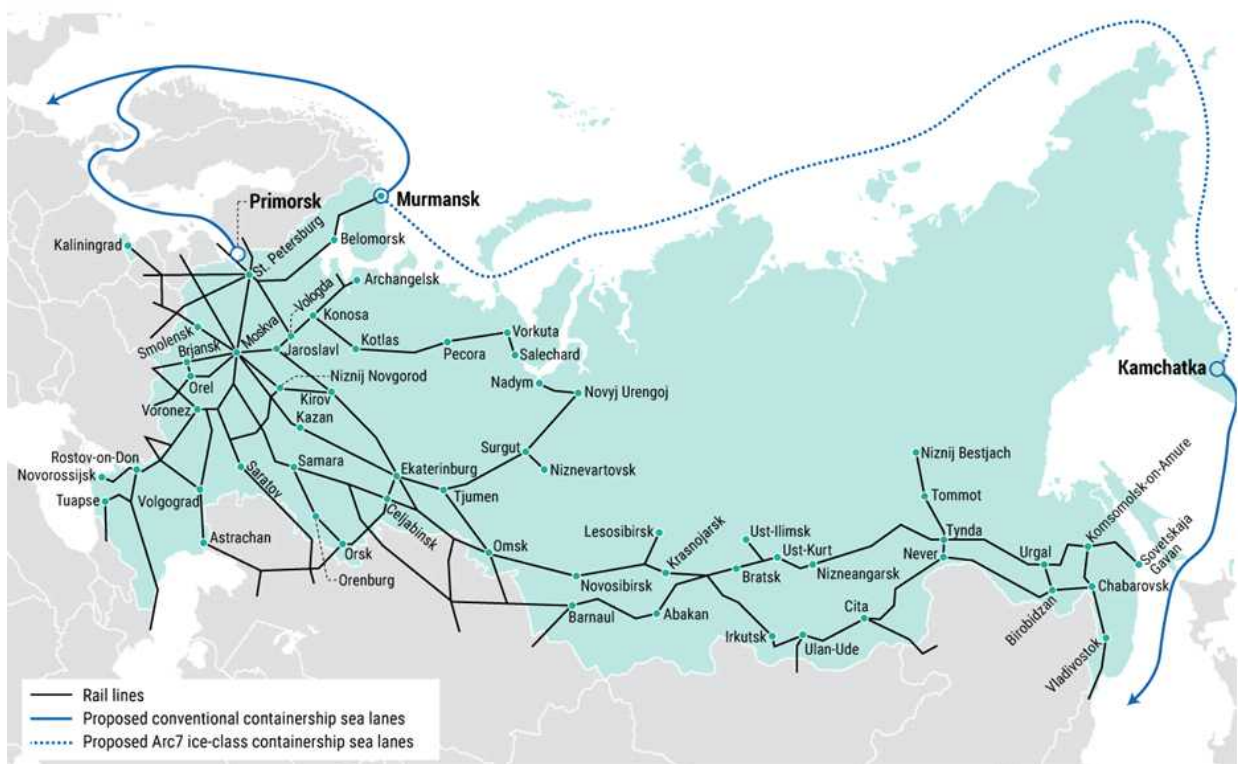 Primorsk
Murmansk
Kaliningrad
St. Petersburg
Belomorsk
Vologda
Archangelsk
Smolensk
Moskva
Konosa
Brjansk
Jaroslavl
Kotlas
Vorkuta
Pecora
Salechard
Kamchatka
Orel
Niznij Novgorod
Nadym
Novyj Urengoj
Kirov
Voronez
Kazan
Rostov-on-Don
Surgut
Niznij Bestjach
Novorossijsk
Saratov
Samara
Ekaterinburg
Niznevartovsk
Tuapse
Volgograd
Tjumen
Tommot
Komsomolsk-on-Amure
Celjabinsk
Lesosibirsk
Krasnojarsk
Ust-Ilimsk
Tynda
Sovetskaja
Gavan
Astrachan
Orsk
Omsk
Ust-Kurt
Never
Urgal
Orenburg
Novosibirsk
Bratsk
Nizneangarsk
Chabarovsk
Barnaul
Abakan
Cita
Birobidzan
Irkutsk
Ulan-Ude
Vladivostok
Rail lines
Proposed conventional containership sea lanes
Proposed Arc7 ice-class containership sea lanes